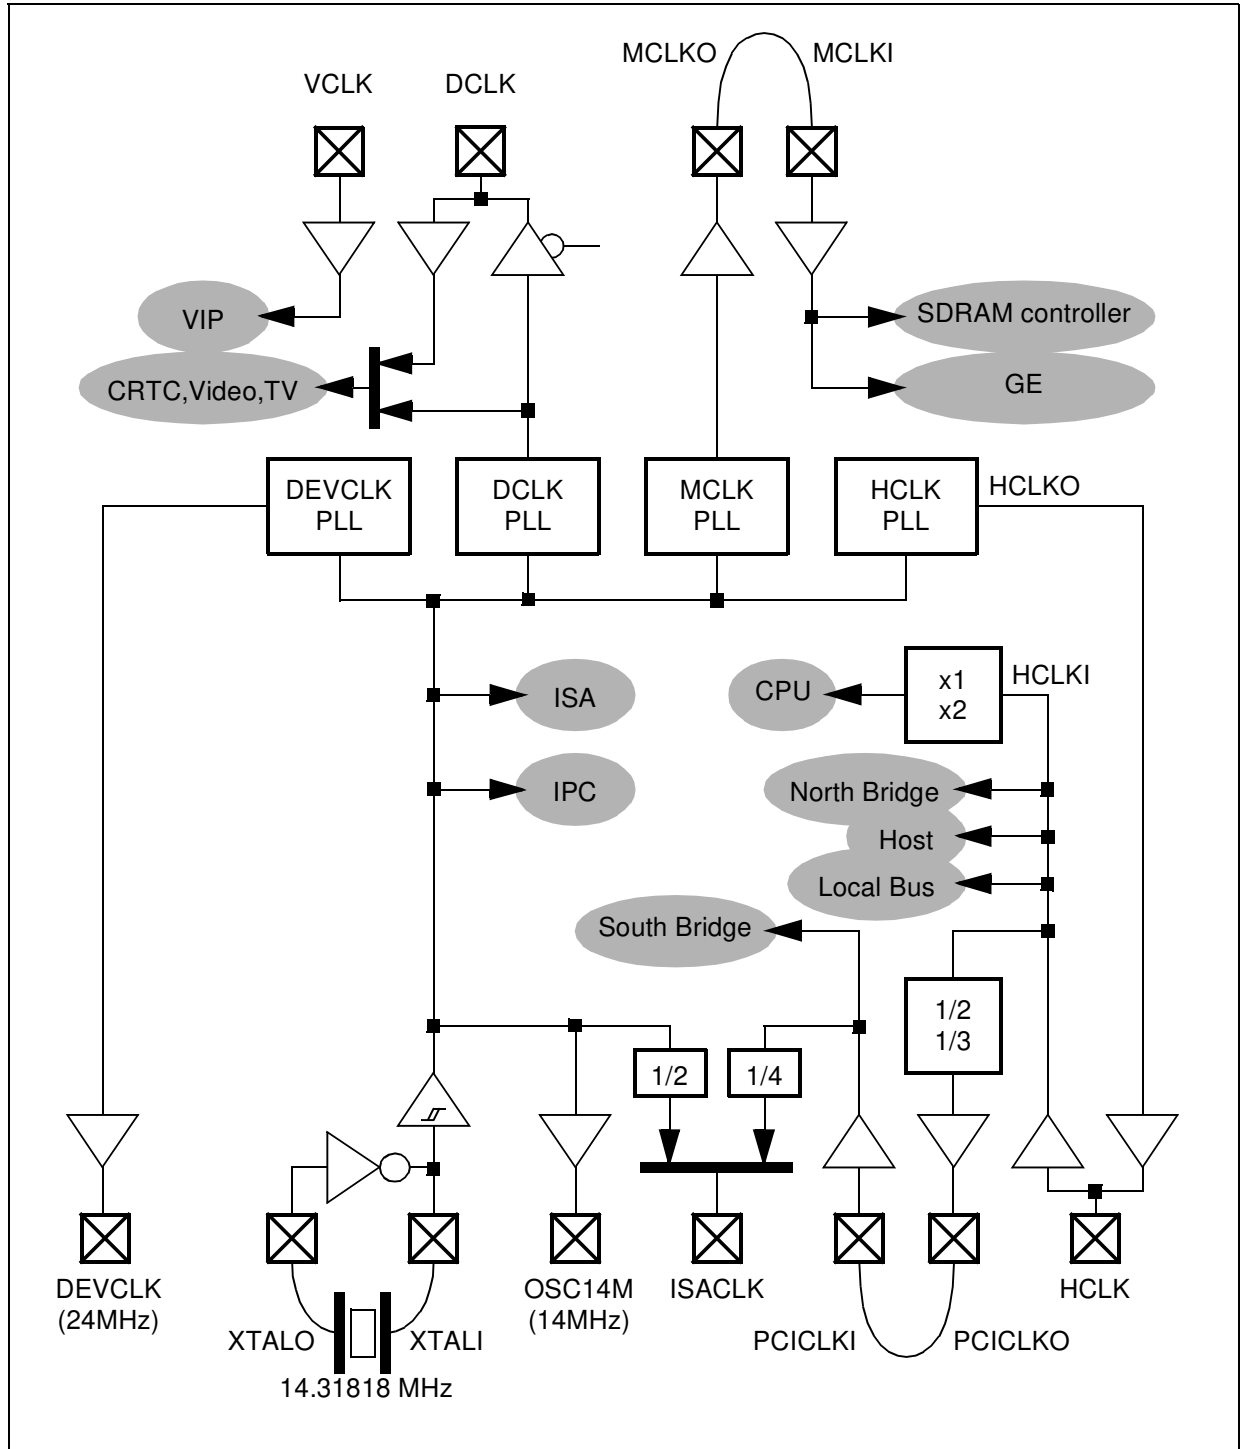 MCLKO
MCLKI
VCLK
DCLK
VIP
SDRAM controller
CRTC,Video,TV
GE
DEVCLK
PLL
DCLK
PLL
MCLK
PLL
HCLK
PLL
HCLKO
ISA
CPU
x1
x2
HCLKI
IPC
North Bridge
Host
Local Bus
South Bridge
1/2
1/3
1/2
1/4
DEVCLK
(24MHz)
OSC14M
(14MHz)
ISACLK
HCLK
XTALO
XTALI
PCICLKI
PCICLKO
14.31818 MHz